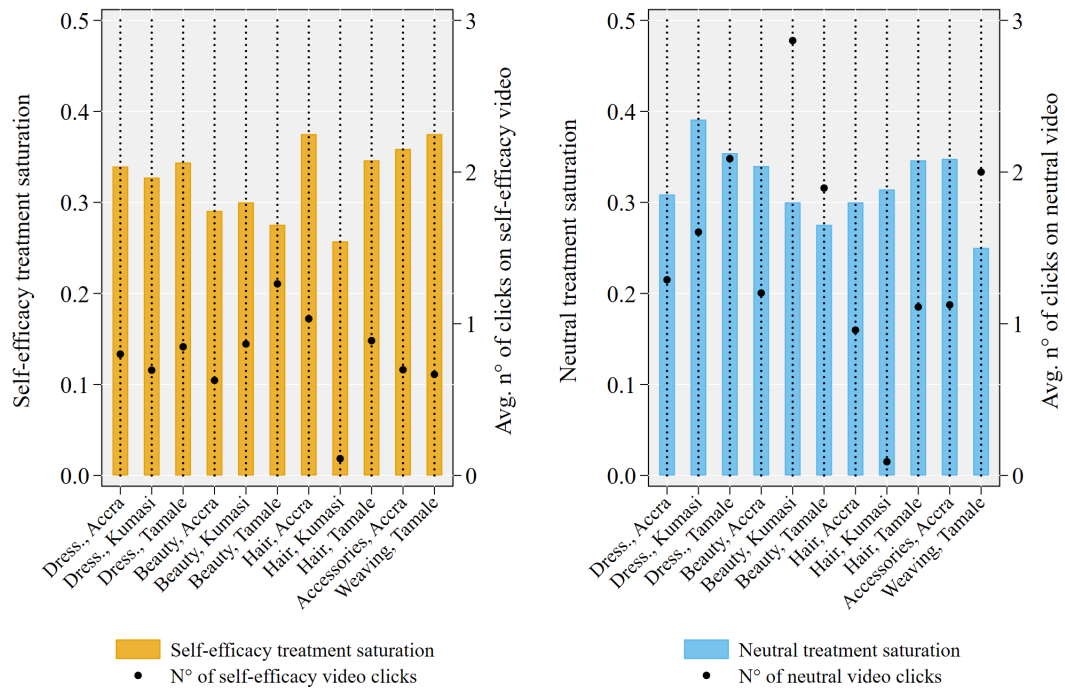 Self-efficacy treatment saturation
0.5
0.4
0.3
0.2
0.1
0.0
3
2
1
0
Avg. n° of clicks on self-efficacy video
Dress., Accra
Dress., Kumasi
Dress., Tamale
Beauty, Accra
Beauty, Kumasi
Beauty, Tamale
Hair, Accra
Hair, Kumasi
Hair, Tamale
Accessories, Accra
Weaving, Tamale
Self-efficacy treatment saturation
N° of self-efficacy video clicks
Neutral treatment saturation
0.5
0.4
0.3
0.2
0.1
0.0
3
2
1
0
Avg. n° of clicks on neutral video
Dress., Accra
Dress., Kumasi
Dress., Tamale
Beauty, Accra
Beauty, Kumasi
Beauty, Tamale
Hair, Accra
Hair, Kumasi
Hair, Tamale
Accessories, Accra
Weaving, Tamale
Neutral treatment saturation
N° of neutral video clicks